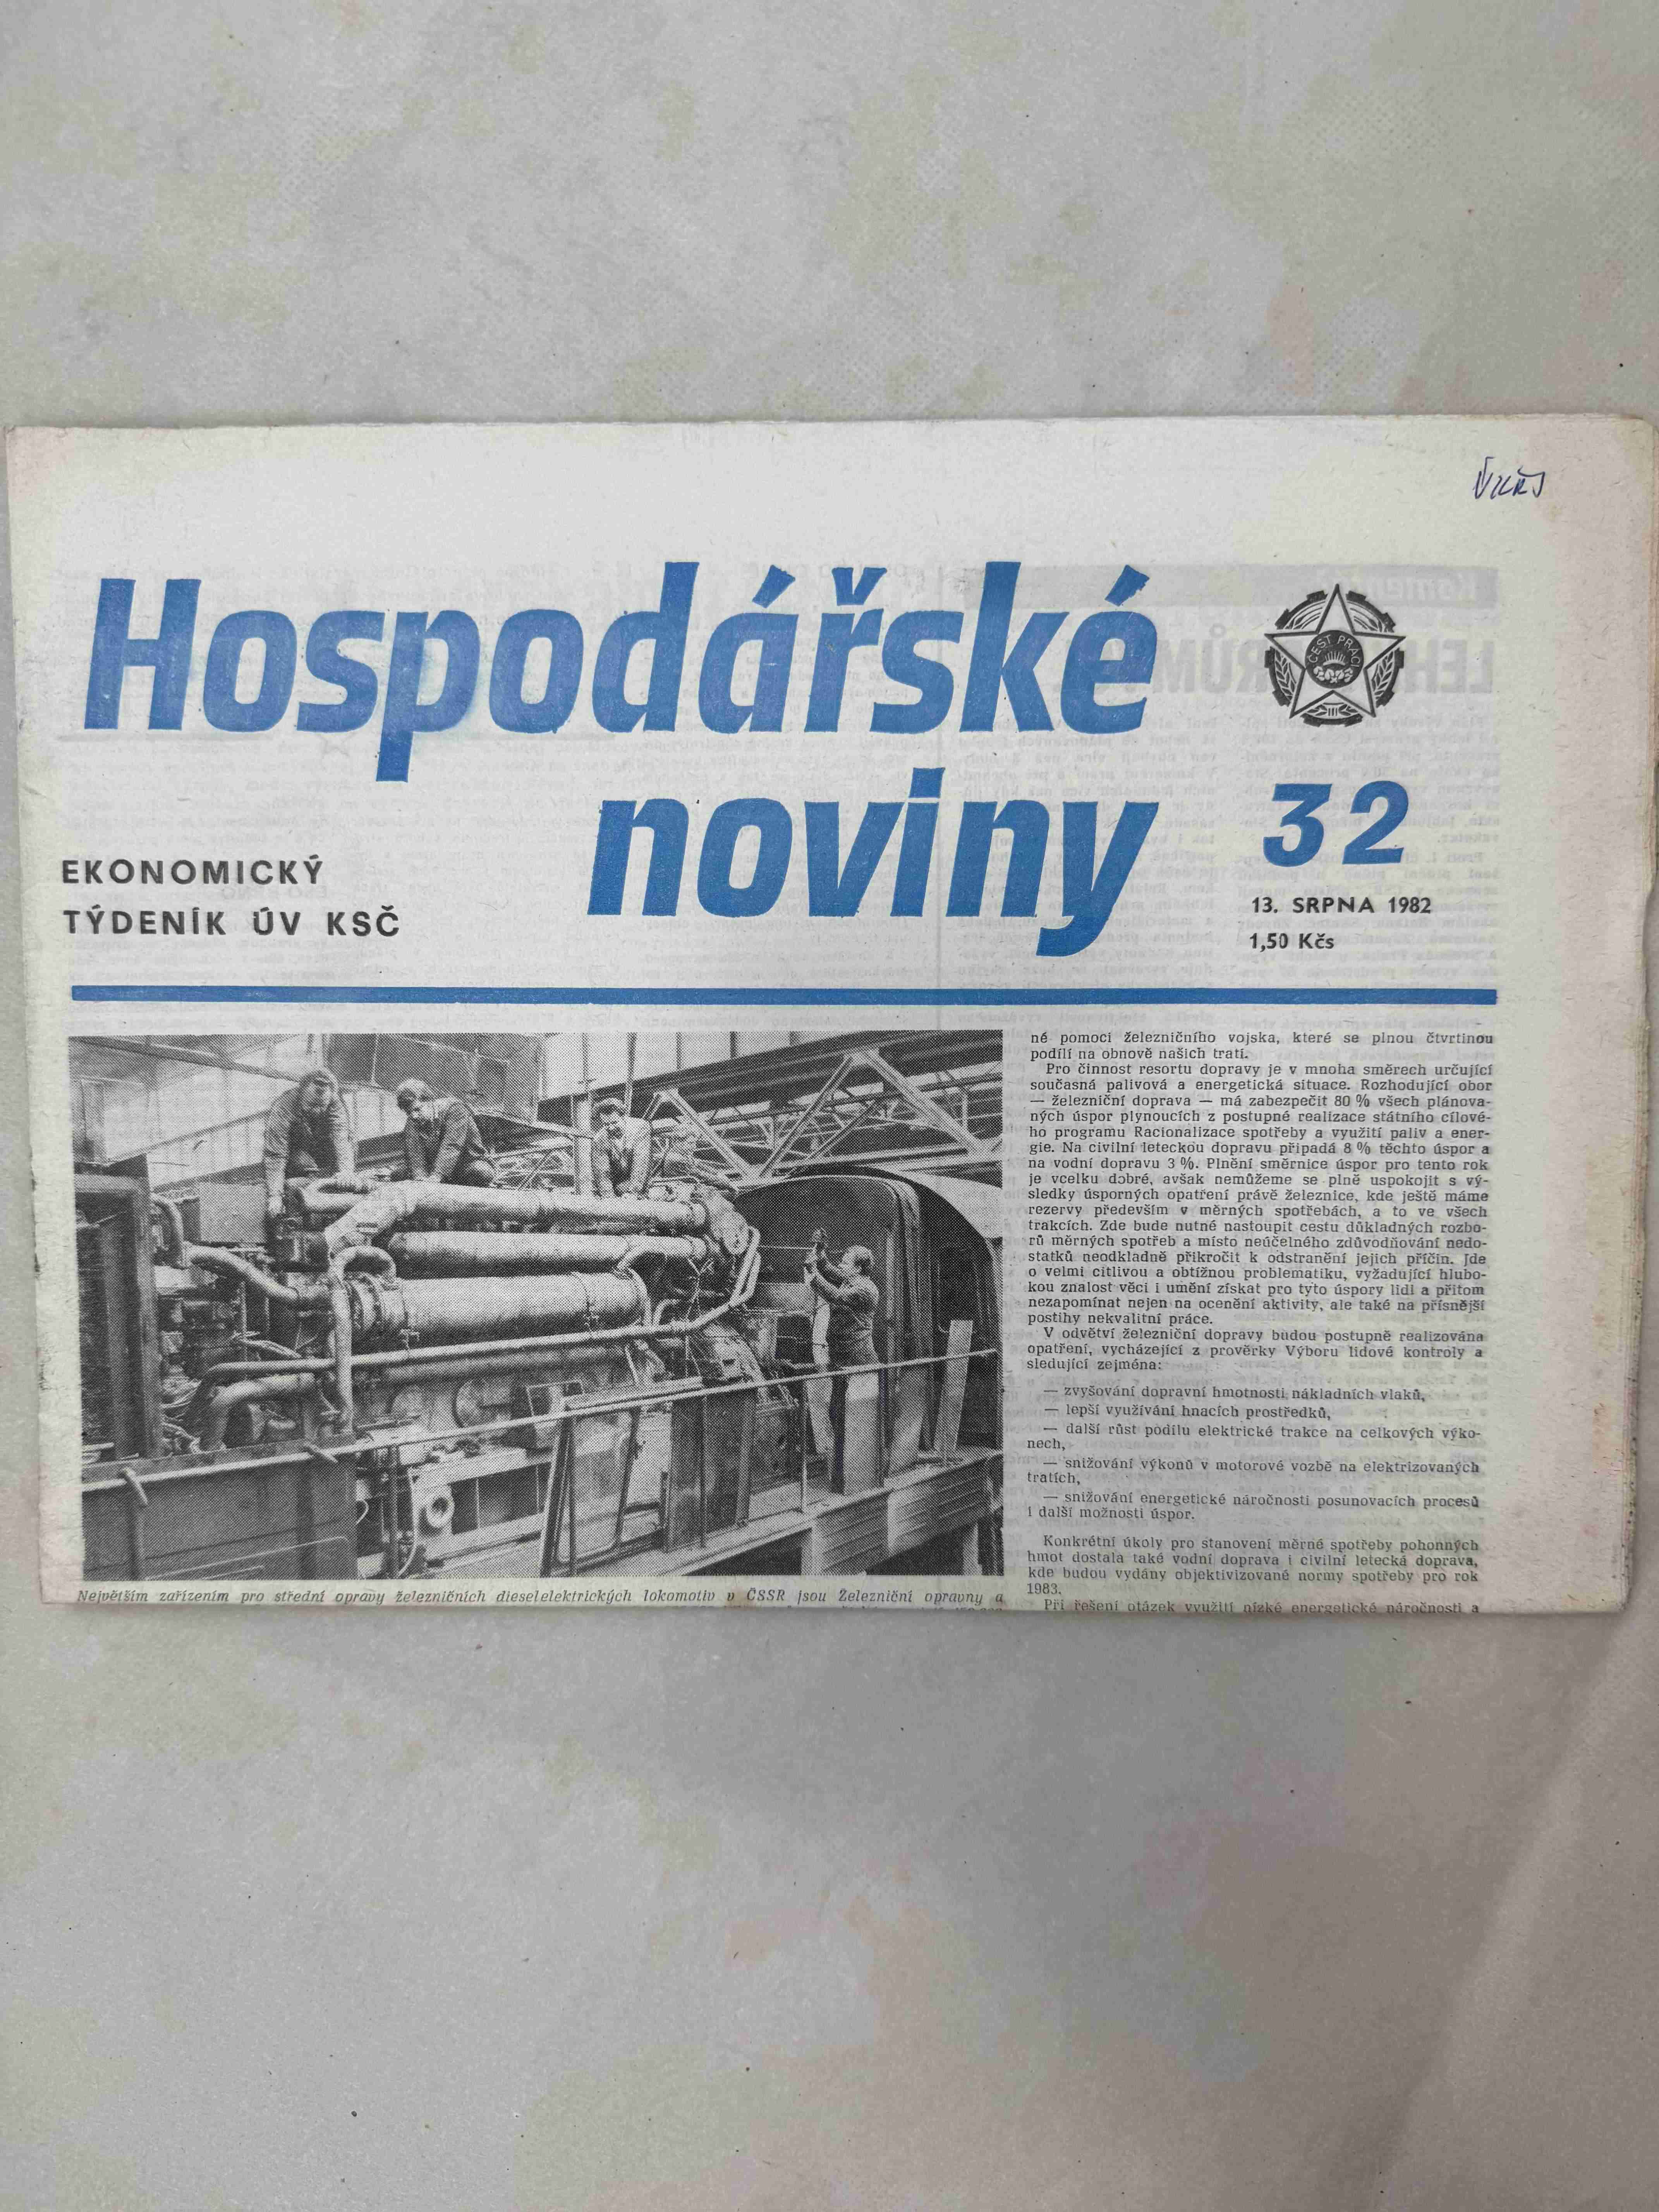 Hospodářské
noviny
ČEST PRÁCI
32
EKONOMICKÝ
TÝDENÍK ÚV KSČ
13. SRPNA 1982
1,50 Kčs
né pomoci železničního vojska, které se plnou čtvrtinou
podílí na obnově našich tratí.
Pro činnost resortu dopravy je v mnoha směrech určující
současná palivová a energetická situace. Rozhodující obor
— železniční doprava — má zabezpečit 80 % všech plánova-
ných úspor plynoucích z postupné realizace státního cílové-
ho programu Racionalizace spotřeby a využití paliv a ener-
gie. Na civilní leteckou dopravu připadá 8 % těchto úspor a
na vodní dopravu 3 %. Plnění směrnice úspor pro tento rok
je vcelku dobré, avšak nemůžeme se plně uspokojit s vý-
sledky úsporných opatření právě železnice, kde ještě máme
rezervy především v měrných spotřebách, a to ve všech
trakcích. Zde bude nutné nastoupit cestu důkladných rozbo-
rů měrných spotřeb a místo neúčelného zdůvodňování nedo-
statků neodkladně přikročit k odstranění jejich příčin. Jde
o velmi citlivou a obtížnou problematiku, vyžadující hlubo-
kou znalost věci i umění získat pro tyto úspory lidi a přitom
nezapomínat nejen na ocenění aktivity, ale také na přísnější
postihy nekvalitní práce.
V odvětví železniční dopravy budou postupně realizována
opatření, vycházející z prověrky Výboru lidové kontroly a
sledující zejména:
— zvyšování dopravní hmotnosti nákladních vlaků,
— lepší využívání hnacích prostředků,
— další růst podílu elektrické trakce na celkových výko-
nech,
— snižování výkonů v motorové vozbě na elektrizovaných
tratích,
— snižování energetické náročnosti posunovacích procesů
i další možnosti úspor.
Konkrétní úkoly pro stanovení měrné spotřeby pohonných
hmot dostala také vodní doprava i civilní letecká doprava,
kde budou vydány objektivizované normy spotřeby pro rok
1983.
Při řešení otázek využití nízké energetické náročnosti a
Největším zařízením pro střední opravy železničních dieselelektrických lokomotiv v ČSSR jsou Železniční opravny a